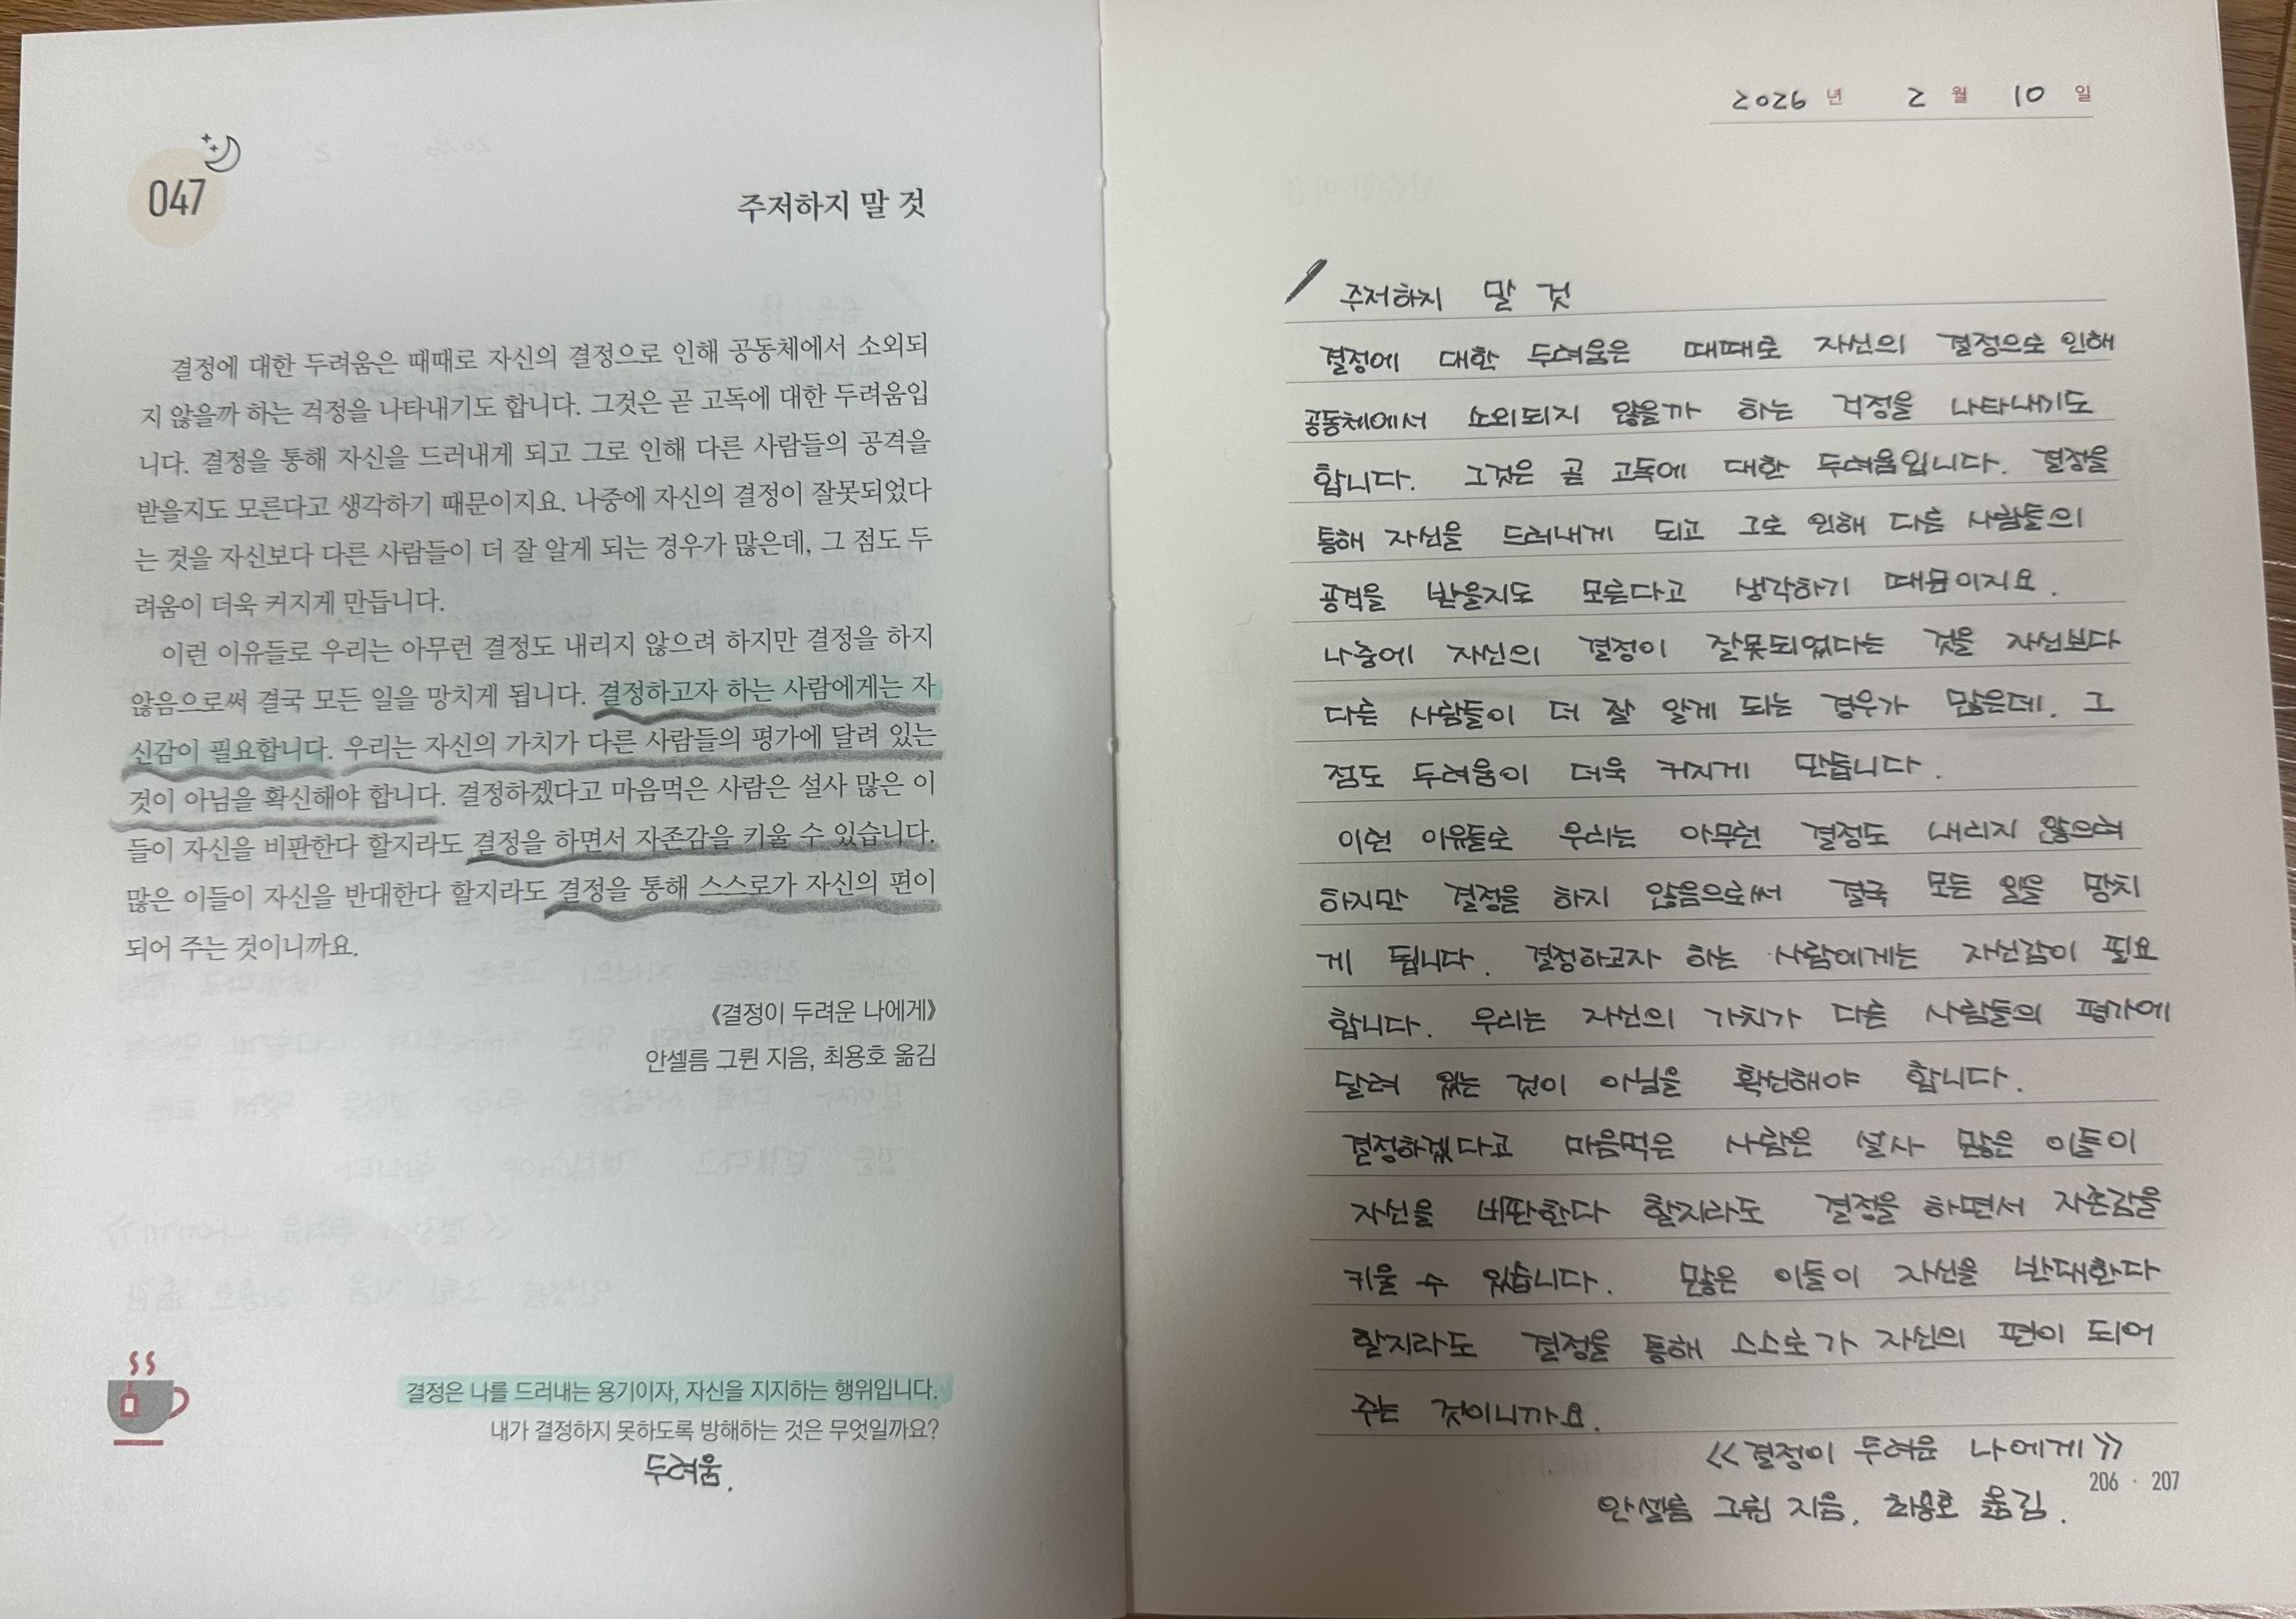 047
주저하지 말 것
결정에 대한 두려움은 때때로 자신의 결정으로 인해 공동체에서 소외되
지 않을까 하는 걱정을 나타내기도 합니다. 그것은 곧 고독에 대한 두려움입
니다. 결정을 통해 자신을 드러내게 되고 그로 인해 다른 사람들의 공격을
받을지도 모른다고 생각하기 때문이지요. 나중에 자신의 결정이 잘못되었다
는 것을 자신보다 다른 사람들이 더 잘 알게 되는 경우가 많은데, 그 점도 두
려움이 더욱 커지게 만듭니다.
이런 이유들로 우리는 아무런 결정도 내리지 않으려 하지만 결정을 하지
않음으로써 결국 모든 일을 망치게 됩니다. 결정하고자 하는 사람에게는 자
신감이 필요합니다. 우리는 자신의 가치가 다른 사람들의 평가에 달려 있는
것이 아님을 확신해야 합니다. 결정하겠다고 마음먹은 사람은 설사 많은 이
들이 자신을 비판한다 할지라도 결정을 하면서 자존감을 키울 수 있습니다.
많은 이들이 자신을 반대한다 할지라도 결정을 통해 스스로가 자신의 편이
되어 주는 것이니까요.
《결정이 두려운 나에게》
안셀름 그륀 지음, 최용호 옮김
결정은 나를 드러내는 용기이자, 자신을 지지하는 행위입니다.
내가 결정하지 못하도록 방해하는 것은 무엇일까요?
두려움.
2026 년 2 월 10 일
주저하지 말 것
결정에 대한 두려움은 때때로 자신의 결정으로 인해
공동체에서 소외되지 않을까 하는 걱정을 나타내기도
합니다. 그것은 곧 고독에 대한 두려움입니다. 결정을
통해 자신을 드러내게 되고 그로 인해 다른 사람들의
공격을 받을지도 모른다고 생각하기 때문이지요.
나중에 자신의 결정이 잘못되었다는 것을 자신보다
다른 사람들이 더 잘 알게 되는 경우가 많은데, 그
점도 두려움이 더욱 커지게 만듭니다.
이런 이유들로 우리는 아무런 결정도 내리지 않으려
하지만 결정을 하지 않음으로써 결국 모든 일을 망치
게 됩니다. 결정하고자 하는 사람에게는 자신감이 필요
합니다. 우리는 자신의 가치가 다른 사람들의 평가에
달려 있는 것이 아님을 확신해야 합니다.
결정하겠다고 마음먹은 사람은 설사 많은 이들이
자신을 비판한다 할지라도 결정을 하면서 자존감을
키울 수 있습니다. 많은 이들이 자신을 반대한다
할지라도 결정을 통해 스스로가 자신의 편이 되어
주는 것이니까요.
<<결정이 두려운 나에게>>
안셀름 그륀 지음, 최용호 옮김.
206 · 207